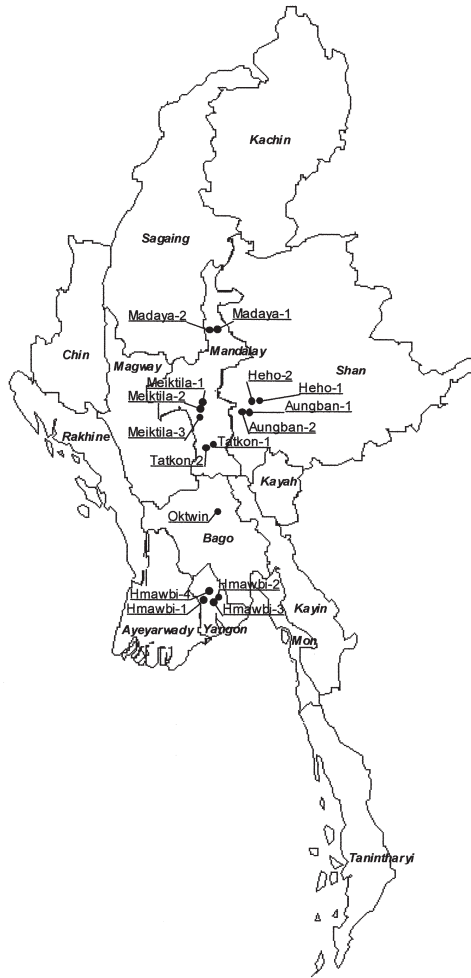 Kachin
Sagaing
Madaya-2
Madaya-1
Mandalay
Chin
Magway
Shan
Meiktila-1
Heho-2
Meiktila-2
Heho-1
Aungban-1
Meiktila-3
Aungban-2
Rakhine
Tatkon-1
Tatkon-2
Kayah
Oktwin
Bago
Hmawbi-2
Hmawbi-4
Hmawbi-1
Hmawbi-3
Kayin
Ayeyarwady
Yangon
Mon
Tanintharyi